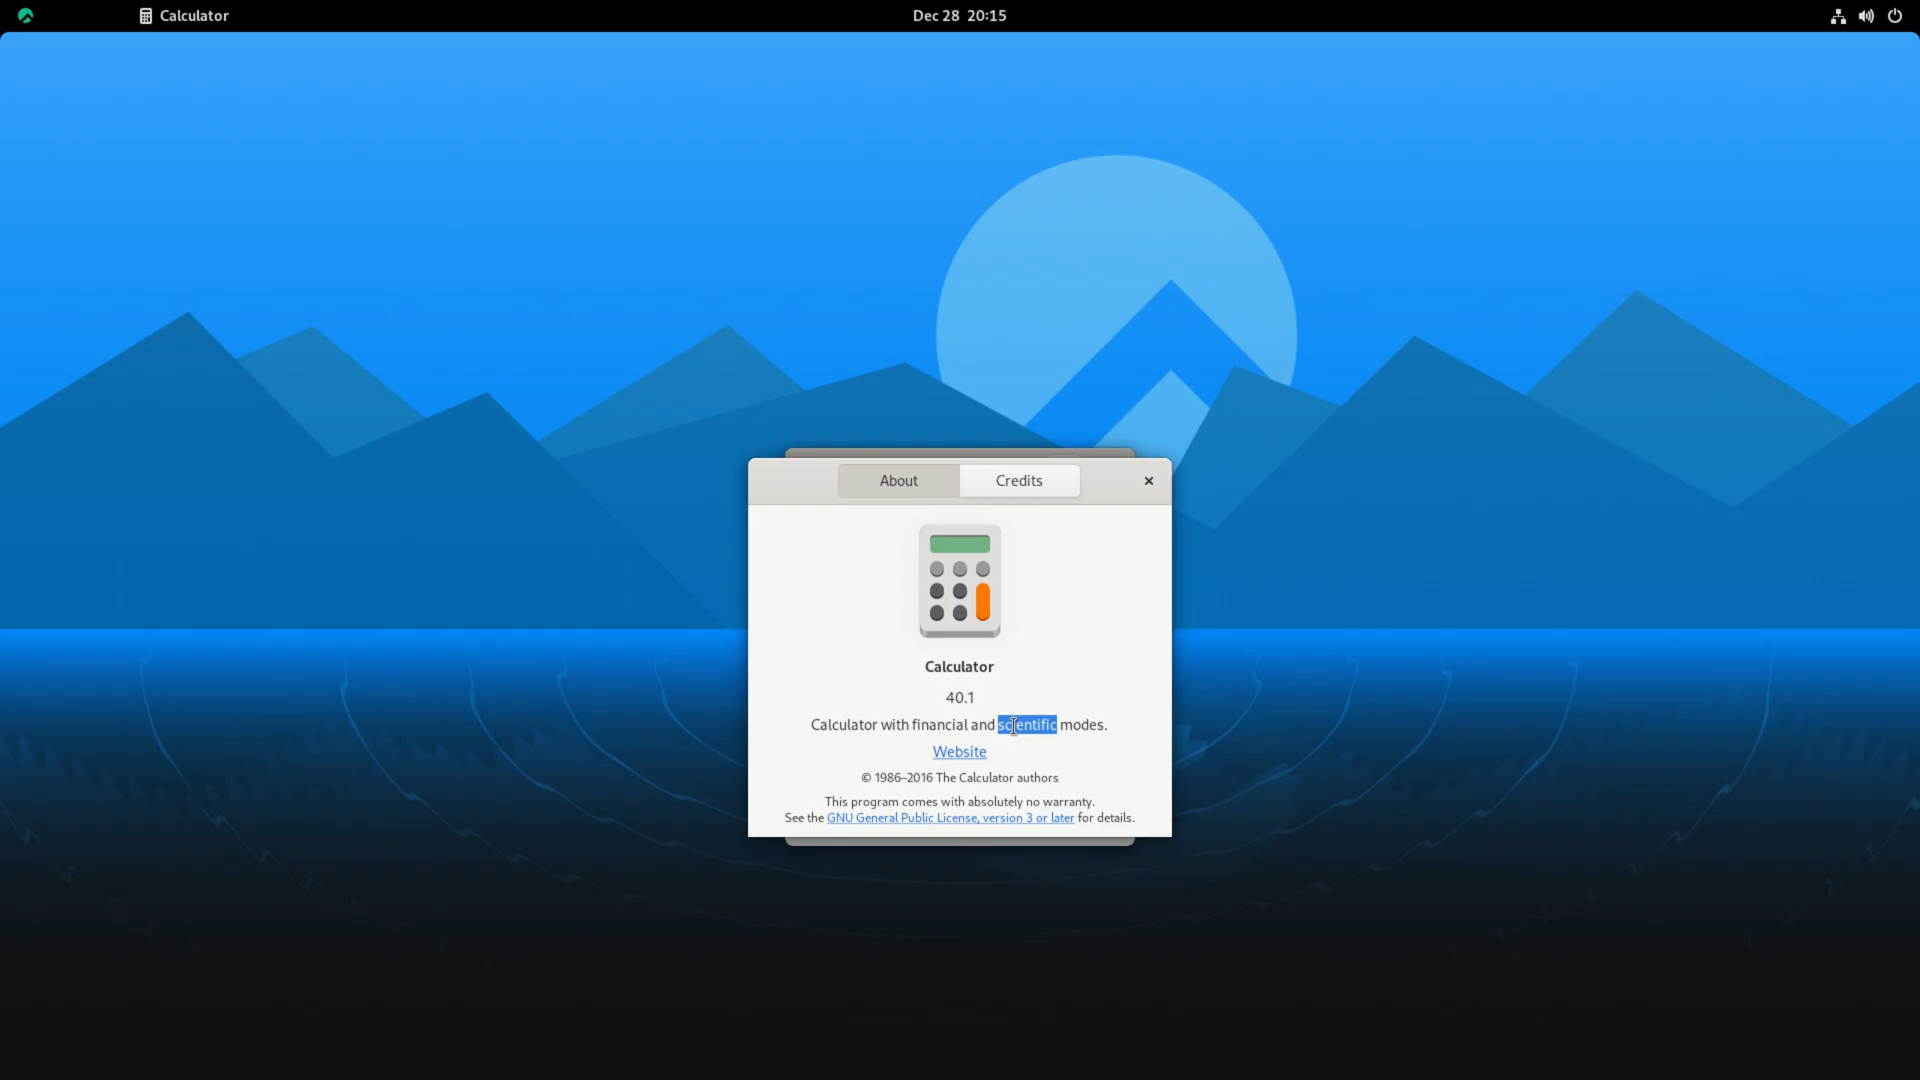 Calculator
Dec 28 20:15
About
Credits
Calculator
40.1
Calculator with financial and scientific modes.
Website
© 1986–2016 The Calculator authors
This program comes with absolutely no warranty.
See the GNU General Public License, version 3 or later for details.